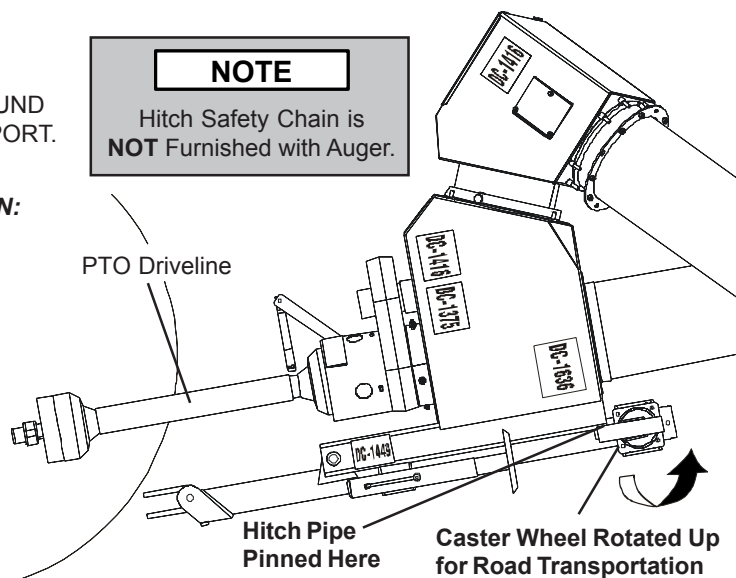 UND
PORT.
N:
NOTE
Hitch Safety Chain is
NOT Furnished with Auger.
PTO Driveline
DC-1416
DC-1416
DC-1375
DC-1636
DC-1449
Hitch Pipe
Pinned Here
Caster Wheel Rotated Up
for Road Transportation